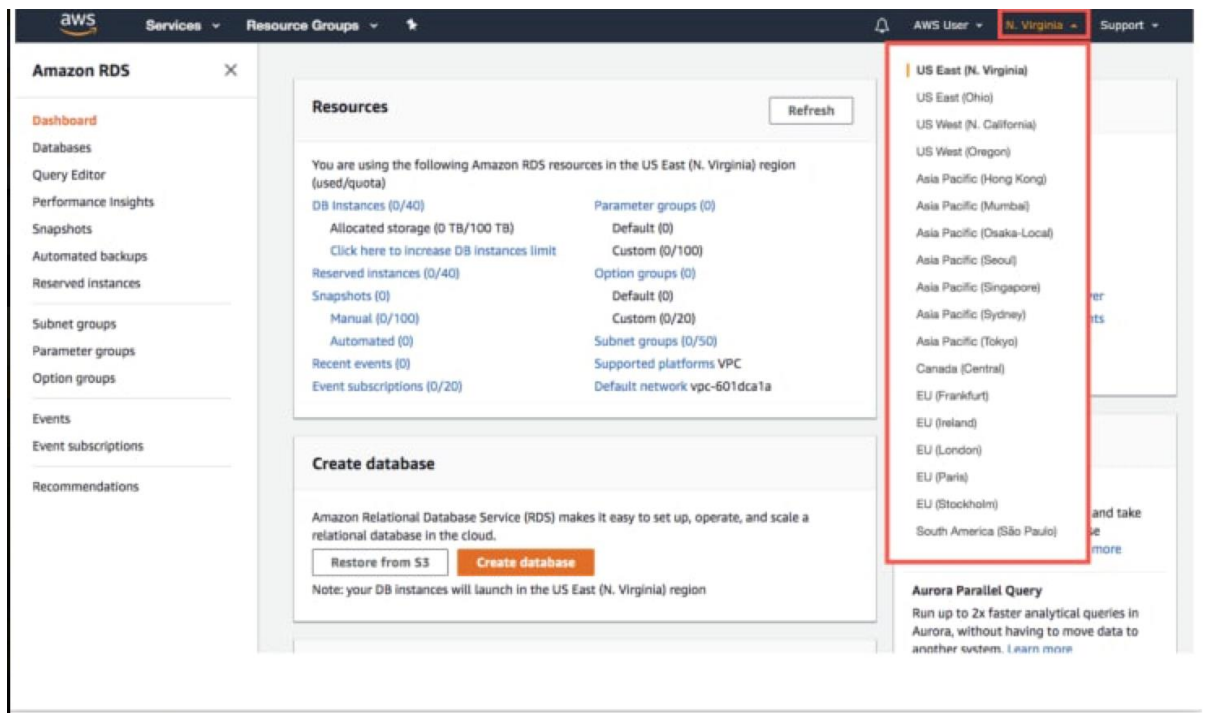 aws Services Resource Groups AWS User N. Virginia Support
Amazon RDS
Dashboard
Databases
Query Editor
Performance Insights
Snapshots
Automated backups
Reserved instances
Subnet groups
Parameter groups
Option groups
Events
Event subscriptions
Recommendations
Resources
Refresh
You are using the following Amazon RDS resources in the US East (N. Virginia) region
(used/quota)
DB Instances (0/40)
Allocated storage (0 TB/100 TB)
Click here to increase DB instances limit
Reserved instances (0/40)
Snapshots (0)
Manual (0/100)
Automated (0)
Recent events (0)
Event subscriptions (0/20)
Parameter groups (0)
Default (0)
Custom (0/100)
Option groups (0)
Default (0)
Custom (0/20)
Subnet groups (0/50)
Supported platforms VPC
Default network vpc-601dca1a
Create database
Amazon Relational Database Service (RDS) makes it easy to set up, operate, and scale a
relational database in the cloud.
Restore from S3 Create database
Note: your DB instances will launch in the US East (N. Virginia) region
US East (N. Virginia)
US East (Ohio)
US West (N. California)
US West (Oregon)
Asia Pacific (Hong Kong)
Asia Pacific (Mumbai)
Asia Pacific (Osaka-Local)
Asia Pacific (Seoul)
Asia Pacific (Singapore)
Asia Pacific (Sydney)
Asia Pacific (Tokyo)
Canada (Central)
EU (Frankfurt)
EU (Ireland)
EU (London)
EU (Paris)
EU (Stockholm)
South America (São Paulo)
and take
more
Aurora Parallel Query
Run up to 2x faster analytical queries in
Aurora, without having to move data to
another system. Learn more